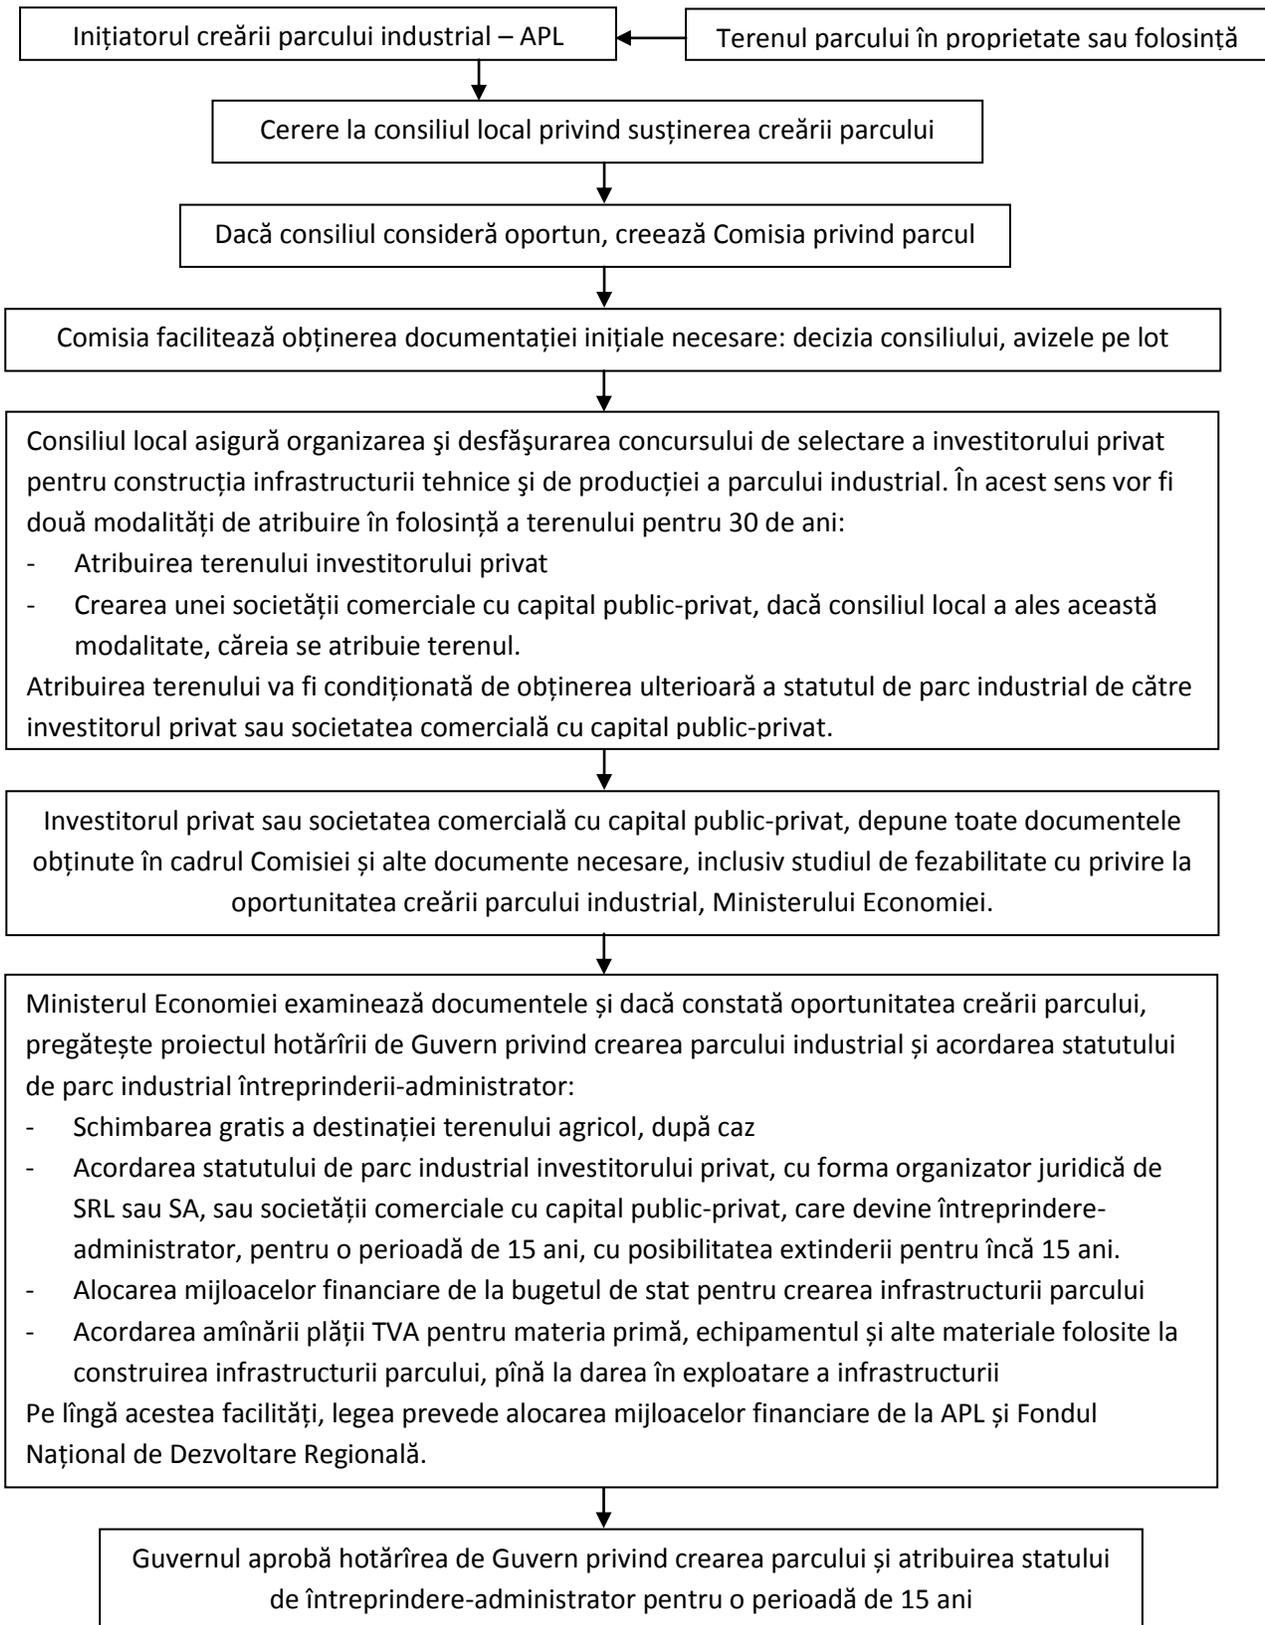 Inițiatorul creării parcului industrial – APL
Terenul parcului în proprietate sau folosință
Cerere la consiliul local privind susținerea creării parcului
Dacă consiliul consideră oportun, creează Comisia privind parcul
Comisia facilitează obținerea documentației inițiale necesare: decizia consiliului, avizele pe lot
Consiliul local asigură organizarea şi desfăşurarea concursului de selectare a investitorului privat
pentru construcția infrastructurii tehnice şi de producției a parcului industrial. În acest sens vor fi
două modalități de atribuire în folosință a terenului pentru 30 de ani:
- Atribuirea terenului investitorului privat
- Crearea unei societății comerciale cu capital public-privat, dacă consiliul local a ales această
modalitate, căreia se atribuie terenul.
Atribuirea terenului va fi condiționată de obținerea ulterioară a statutul de parc industrial de către
investitorul privat sau societatea comercială cu capital public-privat.
Investitorul privat sau societatea comercială cu capital public-privat, depune toate documentele
obținute în cadrul Comisiei și alte documente necesare, inclusiv studiul de fezabilitate cu privire la
oportunitatea creării parcului industrial, Ministerului Economiei.
Ministerul Economiei examinează documentele și dacă constată oportunitatea creării parcului,
pregătește proiectul hotărîrii de Guvern privind crearea parcului industrial și acordarea statutului
de parc industrial întreprinderii-administrator:
- Schimbarea gratis a destinației terenului agricol, după caz
- Acordarea statutului de parc industrial investitorului privat, cu forma organizator juridică de
SRL sau SA, sau societății comerciale cu capital public-privat, care devine întreprindere-
administrator, pentru o perioadă de 15 ani, cu posibilitatea extinderii pentru încă 15 ani.
- Alocarea mijloacelor financiare de la bugetul de stat pentru crearea infrastructurii parcului
- Acordarea amînării plății TVA pentru materia primă, echipamentul și alte materiale folosite la
construirea infrastructurii parcului, pînă la darea în exploatare a infrastructurii
Pe lîngă acestea facilități, legea prevede alocarea mijloacelor financiare de la APL și Fondul
Național de Dezvoltare Regională.
Guvernul aprobă hotărîrea de Guvern privind crearea parcului și atribuirea statului
de întreprindere-administrator pentru o perioadă de 15 ani